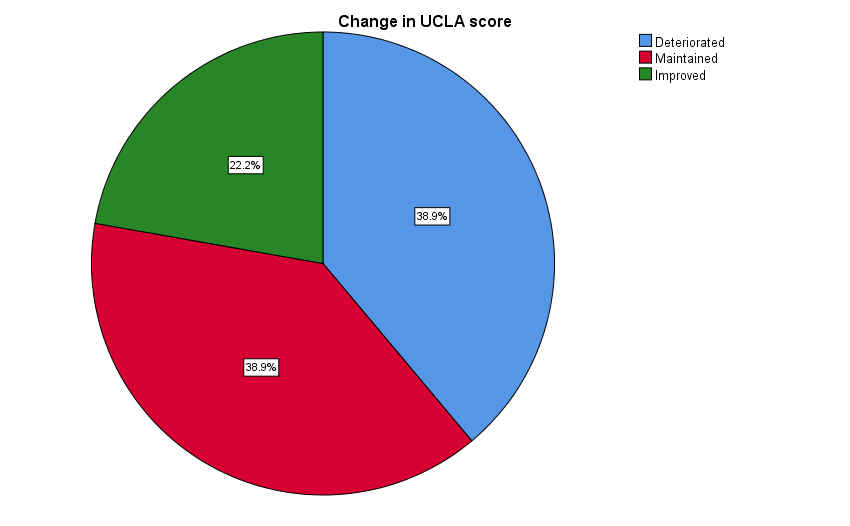 Change in UCLA score
Deteriorated
Maintained
Improved
22.2%
38.9%
38.9%